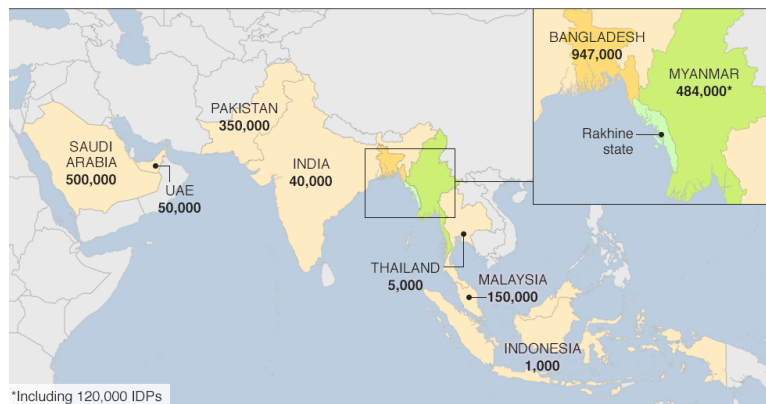 BANGLADESH
947,000
MYANMAR
484,000*
Rakhine
state
PAKISTAN
350,000
SAUDI
ARABIA
500,000
UAE
50,000
INDIA
40,000
THAILAND
5,000
MALAYSIA
150,000
INDONESIA
1,000
*Including 120,000 IDPs